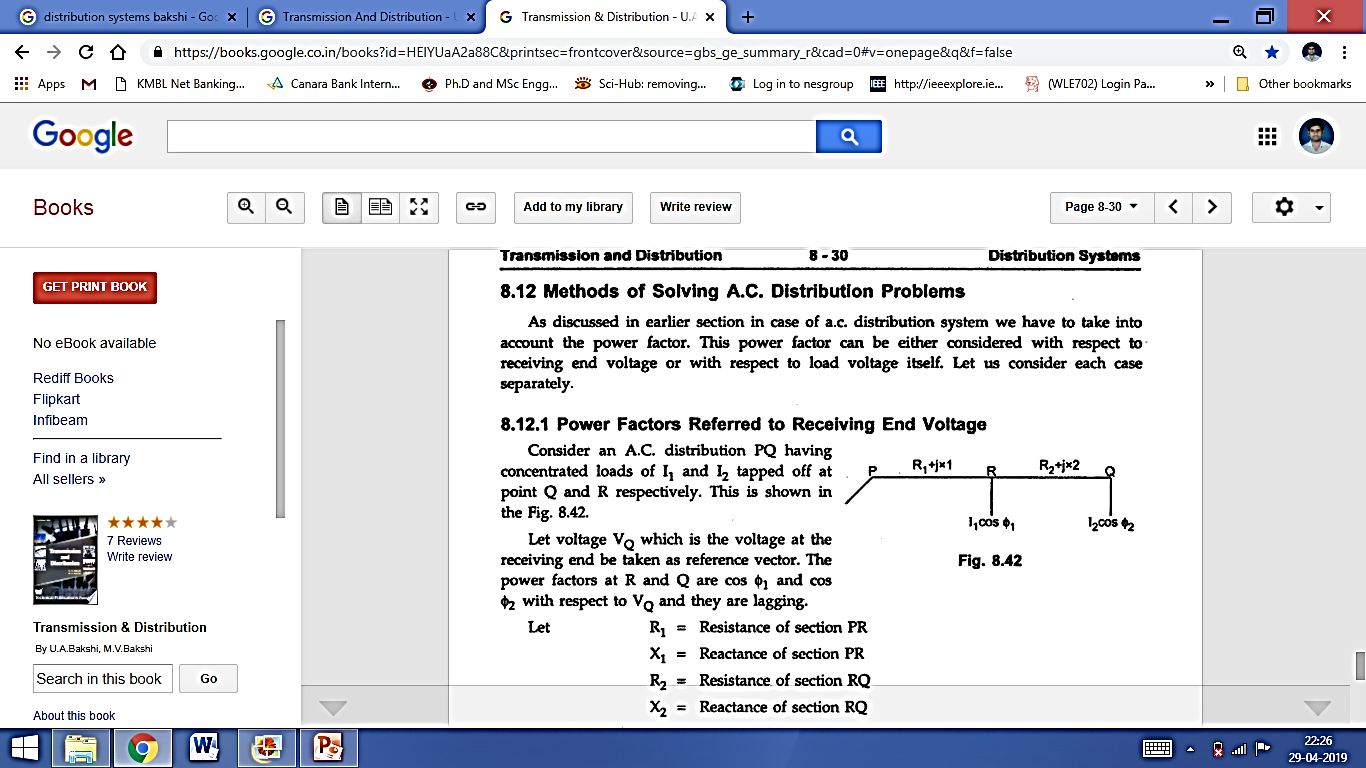 distribution systems bakshi - Goo
Transmission And Distribution - U
Transmission & Distribution - U.A
https://books.google.co.in/books?id=HEIYUaA2a88C&printsec=frontcover&source=gbs_ge_summary_r&cad=0#v=onepage&q&f=false
Apps
KMBL Net Banking...
Canara Bank Intern...
Ph.D and MSc Engg...
Sci-Hub: removing...
Log in to nesgroup
IEEE http://ieeexplore.ie...
(WLE702) Login Pa...
»
Other bookmarks
Google
Books
Add to my library
Write review
Page 8-30
GET PRINT BOOK
No eBook available
Rediff Books
Flipkart
Infibeam
Find in a library
All sellers »
7 Reviews
Write review
Transmission & Distribution
By U.A.Bakshi, M.V.Bakshi
Search in this book
Go
About this book
Transmission and Distribution 8 - 30 Distribution Systems
8.12 Methods of Solving A.C. Distribution Problems
As discussed in earlier section in case of a.c. distribution system we have to take into
account the power factor. This power factor can be either considered with respect to
receiving end voltage or with respect to load voltage itself. Let us consider each case
separately.
8.12.1 Power Factors Referred to Receiving End Voltage
Consider an A.C. distribution PQ having
concentrated loads of I₁ and I₂ tapped off at
point Q and R respectively. This is shown in
the Fig. 8.42.
Let voltage V_Q which is the voltage at the
receiving end be taken as reference vector. The
power factors at R and Q are cos ϕ₁ and cos
ϕ₂ with respect to V_Q and they are lagging.
P R₁+j×1 R R₂+j×2 Q
I₁cos ϕ₁ I₂cos ϕ₂
Fig. 8.42
Let R₁ = Resistance of section PR
X₁ = Reactance of section PR
R₂ = Resistance of section RQ
X₂ = Reactance of section RQ
22:26
29-04-2019